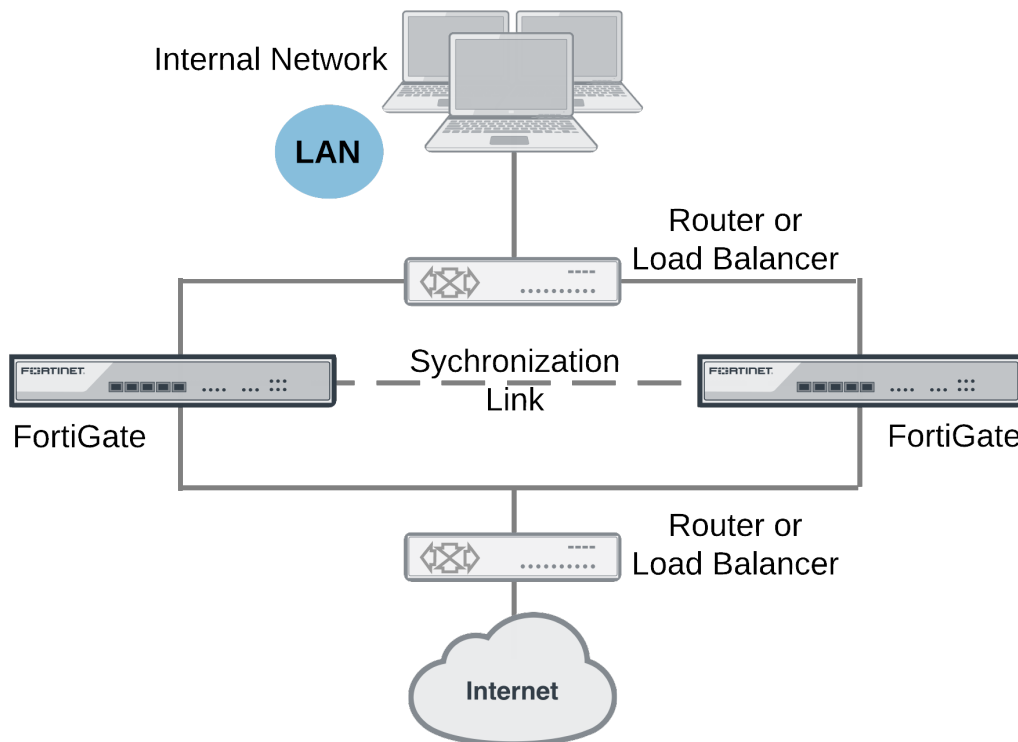 Internal Network
LAN
Router or
Load Balancer
FORTINET
Sychronization
Link
FORTINET
FortiGate
FortiGate
Router or
Load Balancer
Internet